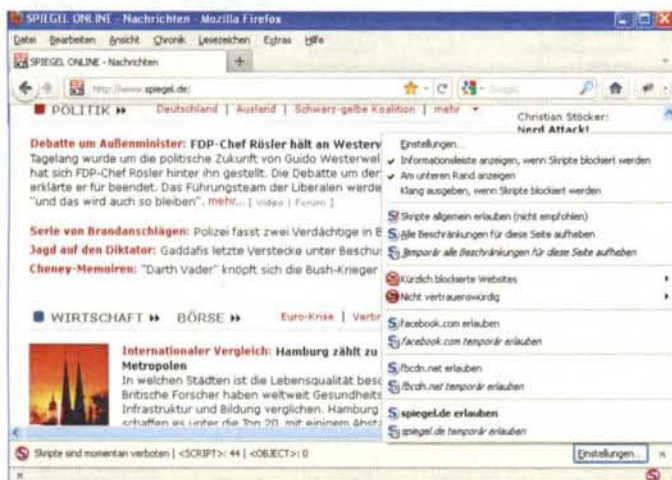 SPIEGEL ONLINE - Nachrichten - Mozilla Firefox
Datei Bearbeiten Ansicht Chronik Lesezeichen Extras Hilfe
SPIEGEL ONLINE - Nachrichten
http://www.spiegel.de/
Google
POLITIK Deutschland | Ausland | Schwarz-gelbe Koalition | mehr
Christian Stöcker:
Nerd Attack!
Debatte um Außenminister: FDP-Chef Rösler hält an
Tagelang wurde um die politische Zukunft von Guido
hat sich FDP-Chef Rösler hinter ihn gestellt. Die Debatte um
erklärte er für beendet. Das Führungsteam der Liberalen
"und das wird auch so bleiben". mehr... [ Video | Forum ]
Serie von Brandanschlägen: Polizei fasst zwei Verdächtige in
Jagd auf den Diktator: Gaddafis letzte Verstecke unter
Cheney-Memoiren: "Darth Vader" knöpft sich die Bush-Krieger
WIRTSCHAFT BÖRSE Euro-Krise |
Internationaler Vergleich: Hamburg zählt zu
Metropolen
In welchen Städten ist die Lebensqualität
Britische Forscher haben weltweit
Infrastruktur und Bildung verglichen. Hamburg
schaffen es unter die Top 20, mit einigem
Einstellungen...
Informationsleiste anzeigen, wenn Skripte blockiert werden
Am unteren Rand anzeigen
Klang ausgeben, wenn Skripte blockiert werden
Skripte allgemein erlauben (nicht empfohlen)
Alle Beschränkungen für diese Seite aufheben
Temporär alle Beschränkungen für diese Seite aufheben
Kürzlich blockierte Websites
Nicht vertrauenswürdig
facebook.com erlauben
facebook.com temporär erlauben
fbcdn.net erlauben
fbcdn.net temporär erlauben
spiegel.de erlauben
spiegel.de temporär erlauben
Skripte sind momentan verboten | <SCRIPT>: 44 | <OBJECT>: 0
Einstellungen...